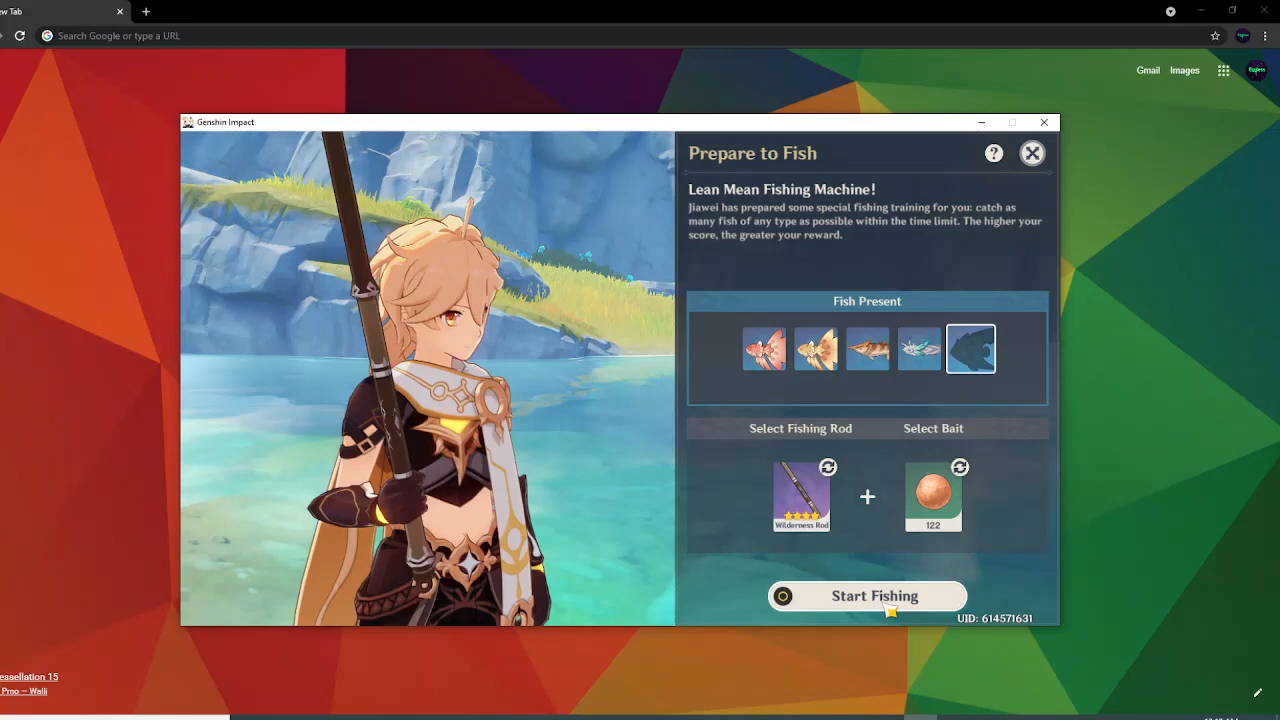 ew Tab
Search Google or type a URL
Gmail Images
Genshin Impact
Prepare to Fish
?
Lean Mean Fishing Machine!
Jiawei has prepared some special fishing training for you: catch as
many fish of any type as possible within the time limit. The higher your
score, the greater your reward.
Fish Present
Select Fishing Rod Select Bait
Wilderness Rod + 122
Start Fishing
UID: 614571631
essellation 15
Prno — Walli